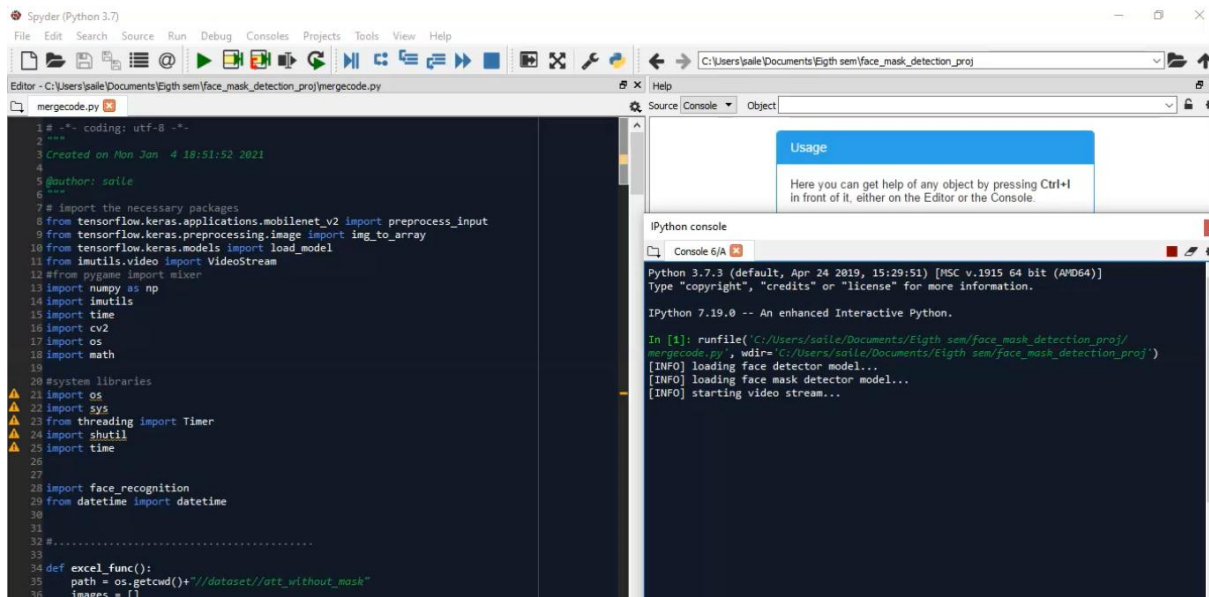 Spyder (Python 3.7)
File Edit Search Source Run Debug Consoles Projects Tools View Help
C:\Users\saile\Documents\Eigth sem\face_mask_detection_proj
Editor - C:\Users\saile\Documents\Eigth sem\face_mask_detection_proj\mergecode.py
mergecode.py
1 # -*- coding: utf-8 -*-
2 """
3 Created on Mon Jan  4 18:51:52 2021
4
5 @author: saile
6 """
7 # import the necessary packages
8 from tensorflow.keras.applications.mobilenet_v2 import preprocess_input
9 from tensorflow.keras.preprocessing.image import img_to_array
10 from tensorflow.keras.models import load_model
11 from imutils.video import VideoStream
12 #from pygame import mixer
13 import numpy as np
14 import imutils
15 import time
16 import cv2
17 import os
18 import math
19
20 #system libraries
21 import os
22 import sys
23 from threading import Timer
24 import shutil
25 import time
26
27
28 import face_recognition
29 from datetime import datetime
30
31
32 #...........................................
33
34 def excel_func():
35     path = os.getcwd()+"//dataset//att_without_mask"
36     images = []
Help
Source Console Object
Usage
Here you can get help of any object by pressing Ctrl+I
in front of it, either on the Editor or the Console.
IPython console
Console 6/A
Python 3.7.3 (default, Apr 24 2019, 15:29:51) [MSC v.1915 64 bit (AMD64)]
Type "copyright", "credits" or "license" for more information.
IPython 7.19.0 -- An enhanced Interactive Python.
In [1]: runfile('C:/Users/saile/Documents/Eigth sem/face_mask_detection_proj/
mergecode.py', wdir='C:/Users/saile/Documents/Eigth sem/face_mask_detection_proj')
[INFO] loading face detector model...
[INFO] loading face mask detector model...
[INFO] starting video stream...